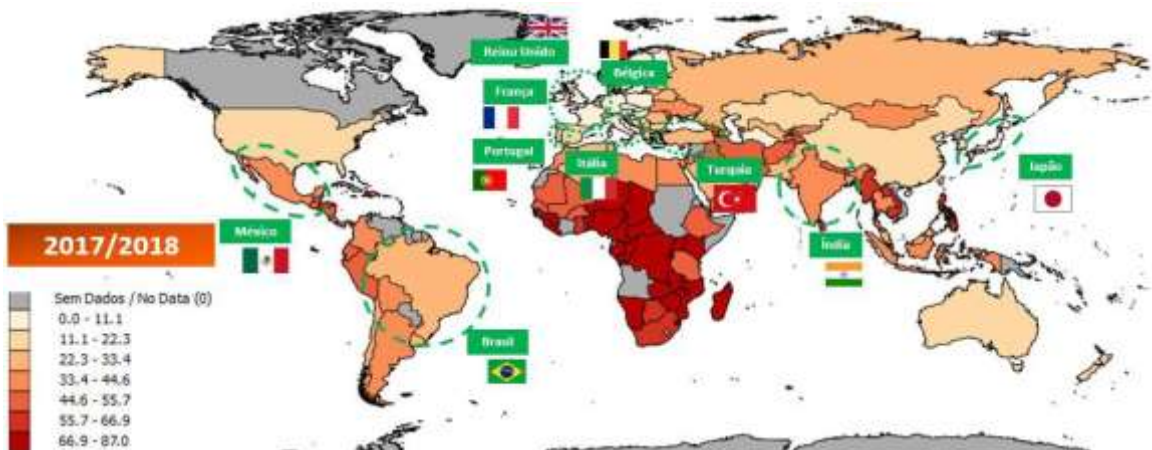 Reino Unido
Bélgica
França
Portugal
Itália
Turquia
Japão
México
Índia
Brasil
2017/2018
Sem Dados / No Data (0)
0.0 - 11.1
11.1 - 22.3
22.3 - 33.4
33.4 - 44.6
44.6 - 55.7
55.7 - 66.9
66.9 - 87.0